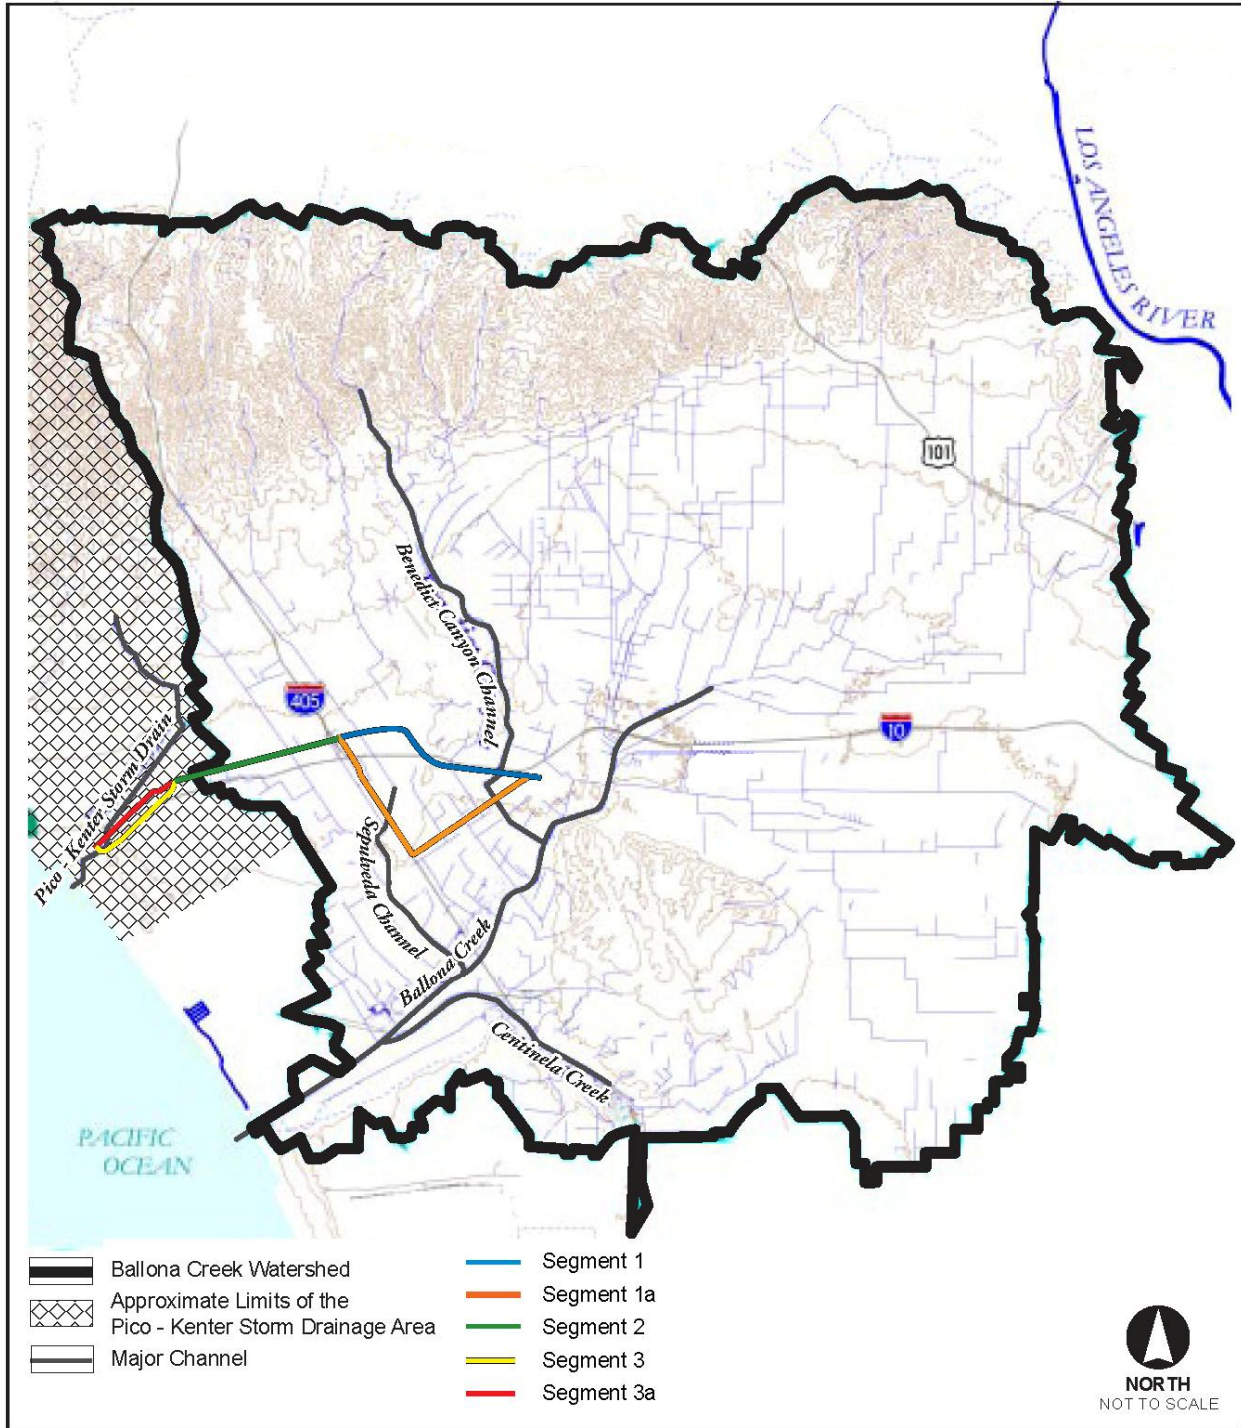 LOS ANGELES RIVER
101
Benedict Canyon Channel
405
10
Pico - Kenter Storm Drain
Sepulveda Channel
Ballona Creek
Centinela Creek
PACIFIC
OCEAN
Ballona Creek Watershed
Approximate Limits of the
Pico - Kenter Storm Drainage Area
Major Channel
Segment 1
Segment 1a
Segment 2
Segment 3
Segment 3a
NORTH
NOT TO SCALE